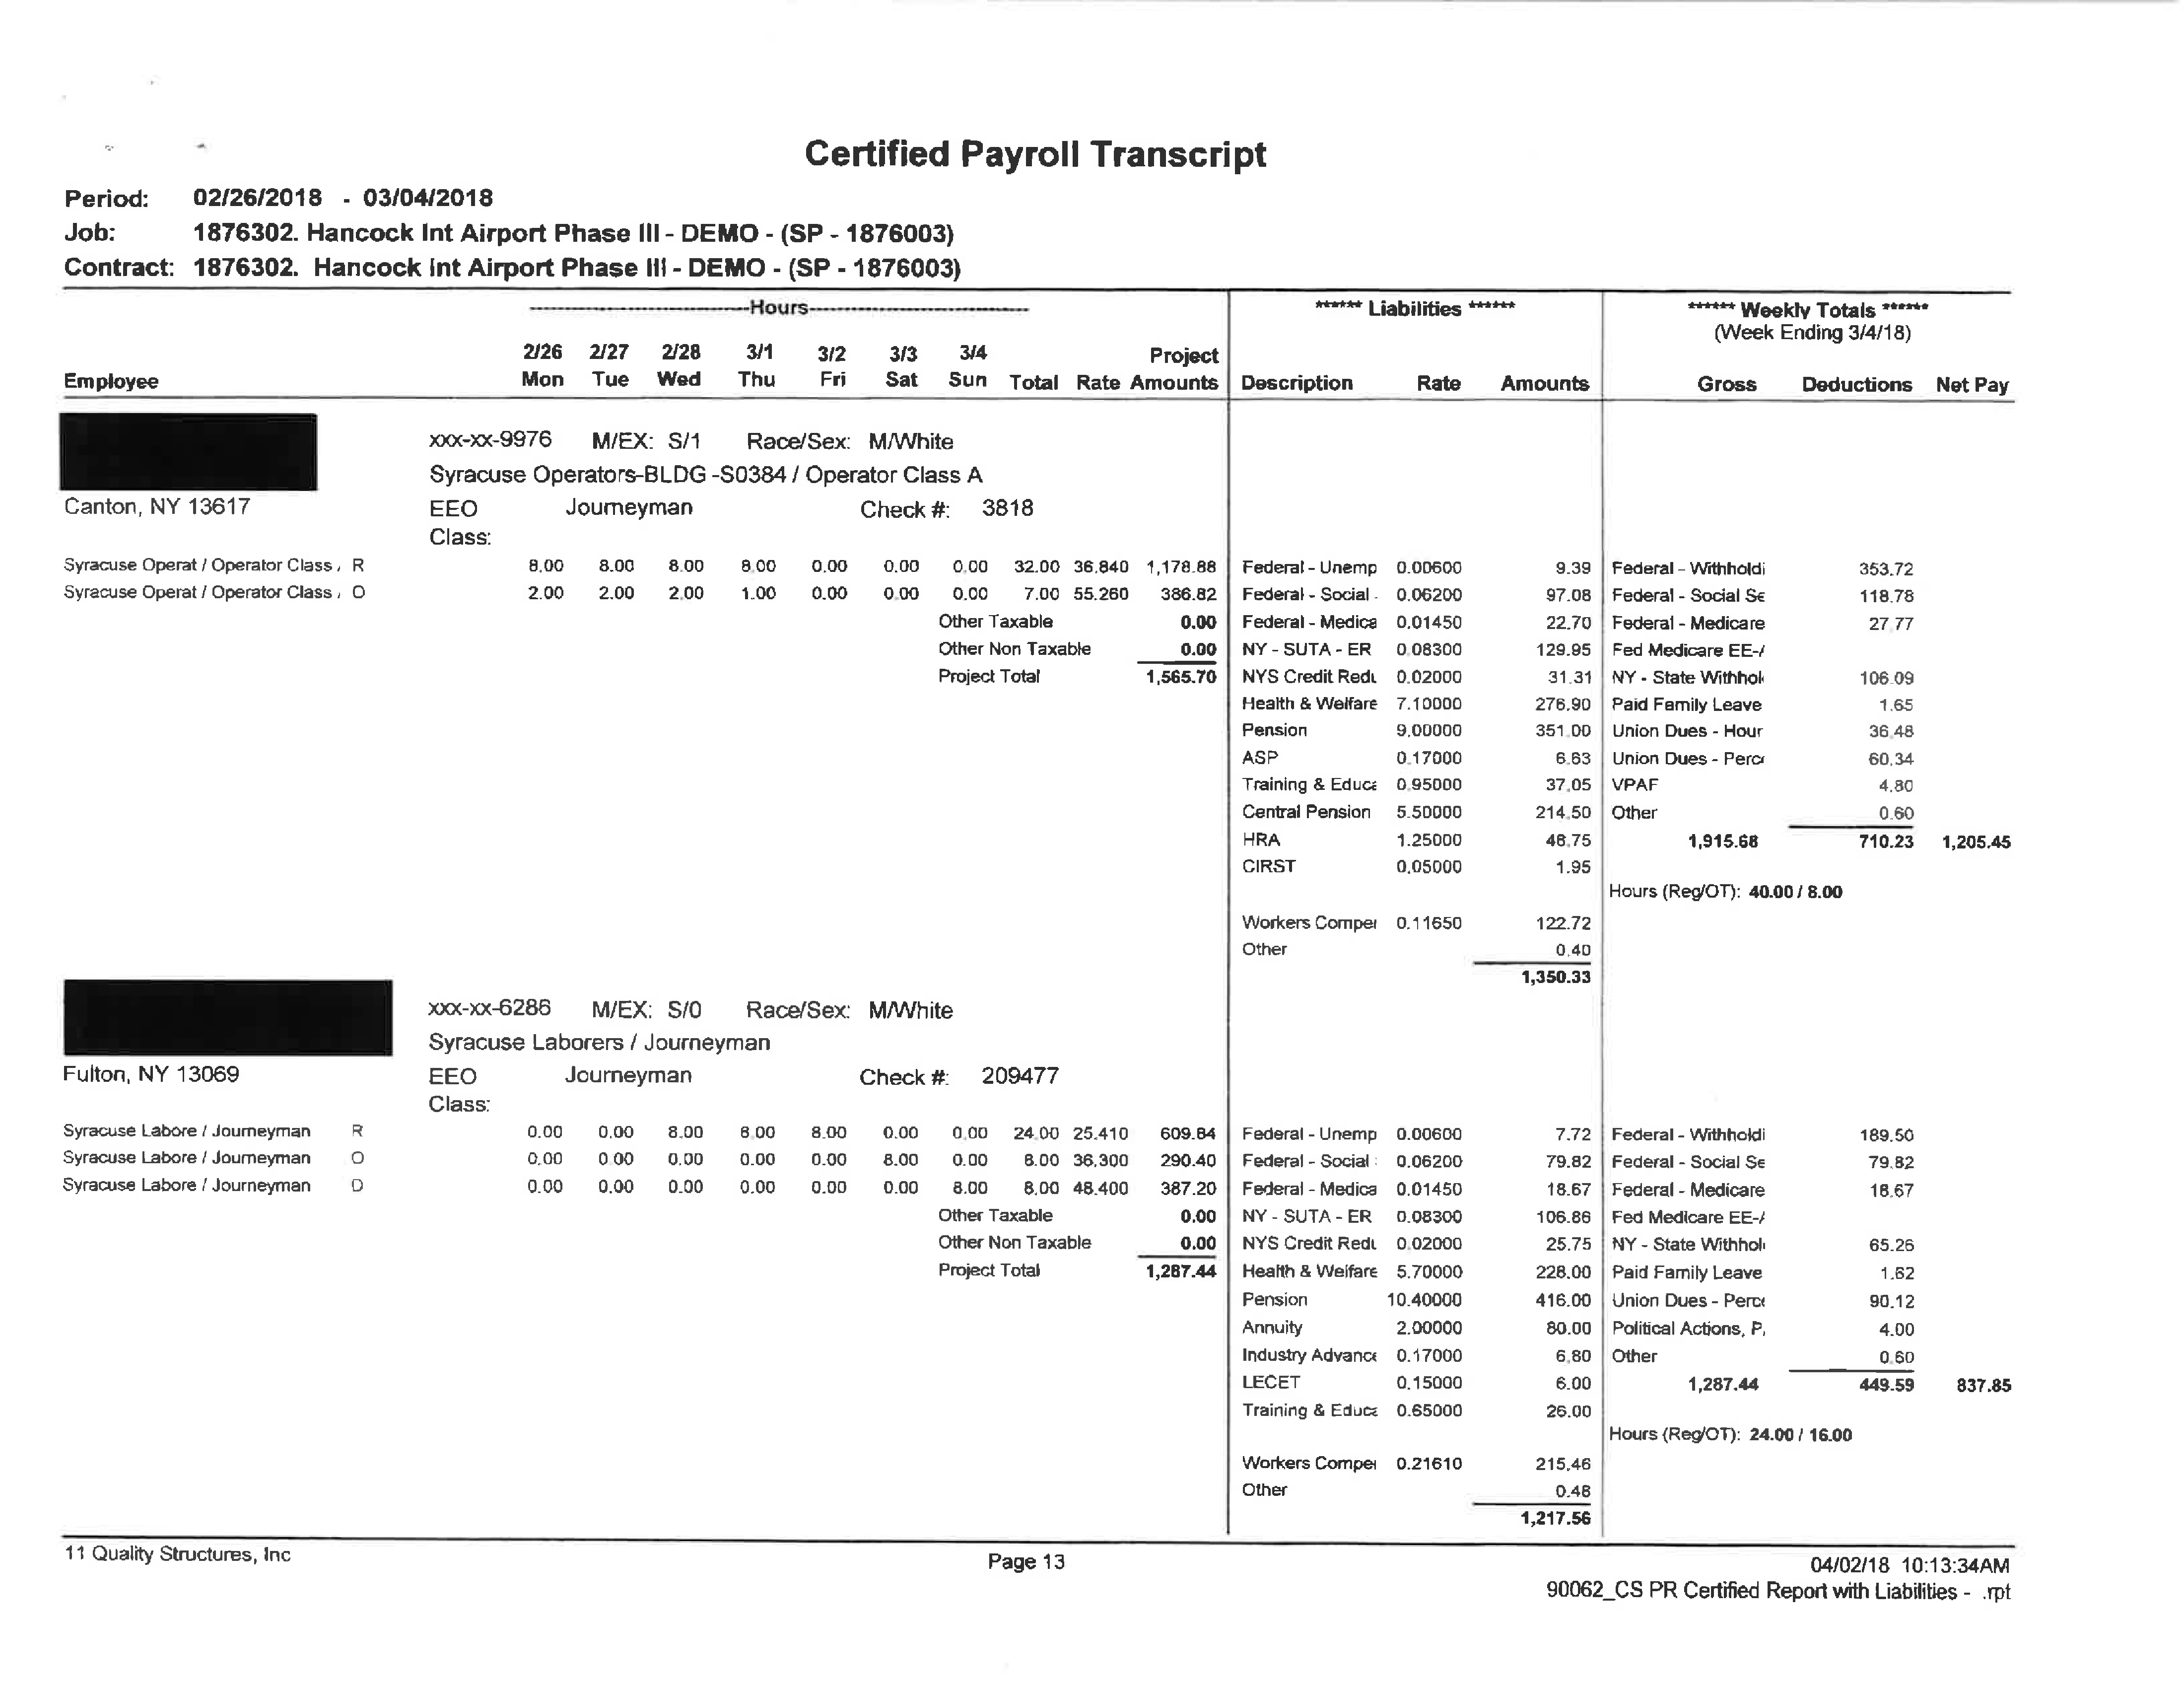 Certified Payroll Transcript
Period: 02/26/2018 - 03/04/2018
Job: 1876302. Hancock Int Airport Phase III - DEMO - (SP - 1876003)
Contract: 1876302. Hancock Int Airport Phase III - DEMO - (SP - 1876003)
Hours ****** Liabilities ****** ****** Weekly Totals ******
(Week Ending 3/4/18)
2/26 2/27 2/28 3/1 3/2 3/3 3/4 Project
Employee Mon Tue Wed Thu Fri Sat Sun Total Rate Amounts Description Rate Amounts Gross Deductions Net Pay
xxx-xx-9976 M/EX: S/1 Race/Sex: M/White
Syracuse Operators-BLDG -S0384 / Operator Class A
Canton, NY 13617 EEO Journeyman Check #: 3818
Class:
Syracuse Operat / Operator Class / R 8.00 8.00 8.00 8.00 0.00 0.00 0.00 32.00 36.840 1,178.88 Federal - Unemp 0.00600 9.39 Federal - Withholdi 353.72
Syracuse Operat / Operator Class / O 2.00 2.00 2.00 1.00 0.00 0.00 0.00 7.00 55.260 386.82 Federal - Social - 0.06200 97.08 Federal - Social Se 118.78
Other Taxable 0.00 Federal - Medica 0.01450 22.70 Federal - Medicare 27.77
Other Non Taxable 0.00 NY - SUTA - ER 0.08300 129.95 Fed Medicare EE-/
Project Total 1,565.70 NYS Credit Redu 0.02000 31.31 NY - State Withhol 106.09
Health & Welfare 7.10000 276.90 Paid Family Leave 1.65
Pension 9.00000 351.00 Union Dues - Hour 36.48
ASP 0.17000 6.63 Union Dues - Perce 60.34
Training & Educa 0.95000 37.05 VPAF 4.80
Central Pension 5.50000 214.50 Other 0.60
HRA 1.25000 48.75 1,915.68 710.23 1,205.45
CIRST 0.05000 1.95
Hours (Reg/OT): 40.00 / 8.00
Workers Compe 0.11650 122.72
Other 0.40
1,350.33
xxx-xx-6286 M/EX: S/0 Race/Sex: M/White
Syracuse Laborers / Journeyman
Fulton, NY 13069 EEO Journeyman Check #: 209477
Class:
Syracuse Labore / Journeyman R 0.00 0.00 8.00 8.00 8.00 0.00 0.00 24.00 25.410 609.84 Federal - Unemp 0.00600 7.72 Federal - Withholdi 189.50
Syracuse Labore / Journeyman O 0.00 0.00 0.00 0.00 0.00 8.00 0.00 8.00 36.300 290.40 Federal - Social 0.06200 79.82 Federal - Social Se 79.82
Syracuse Labore / Journeyman D 0.00 0.00 0.00 0.00 0.00 0.00 8.00 8.00 48.400 387.20 Federal - Medica 0.01450 18.67 Federal - Medicare 18.67
Other Taxable 0.00 NY - SUTA - ER 0.08300 106.86 Fed Medicare EE-/
Other Non Taxable 0.00 NYS Credit Redu 0.02000 25.75 NY - State Withhol 65.26
Project Total 1,287.44 Health & Welfare 5.70000 228.00 Paid Family Leave 1.62
Pension 10.40000 416.00 Union Dues - Perce 90.12
Annuity 2.00000 80.00 Political Actions, P. 4.00
Industry Advance 0.17000 6.80 Other 0.60
LECET 0.15000 6.00 1,287.44 449.59 837.85
Training & Educa 0.65000 26.00
Hours (Reg/OT): 24.00 / 16.00
Workers Compe 0.21610 215.46
Other 0.48
1,217.56
11 Quality Structures, Inc Page 13 04/02/18 10:13:34AM
90062_CS PR Certified Report with Liabilities - .rpt